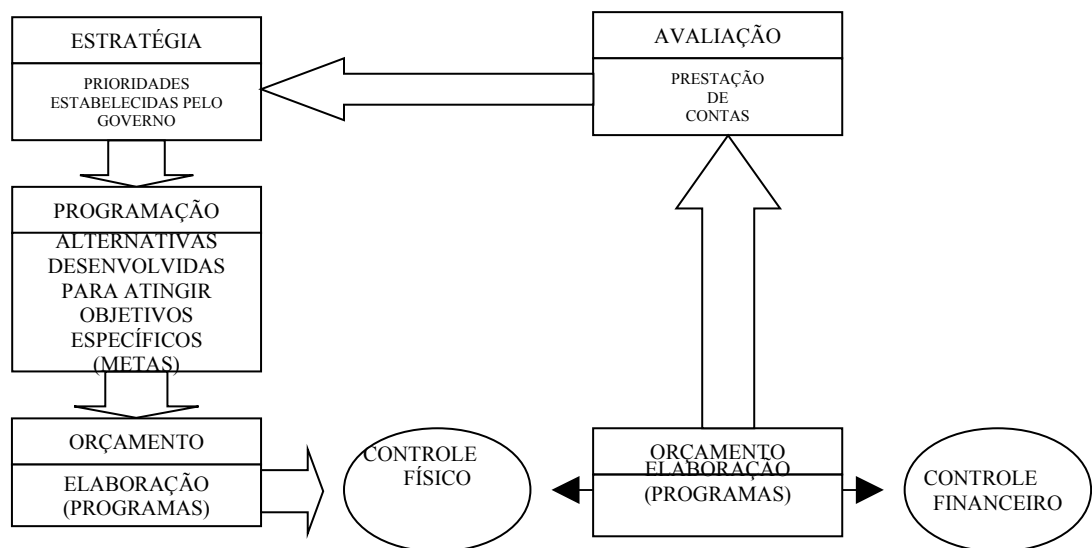 ESTRATÉGIA
PRIORIDADES
ESTABELECIDAS PELO
GOVERNO
AVALIAÇÃO
PRESTAÇÃO
DE
CONTAS
PROGRAMAÇÃO
ALTERNATIVAS
DESENVOLVIDAS
PARA ATINGIR
OBJETIVOS
ESPECÍFICOS
(METAS)
ORÇAMENTO
ELABORAÇÃO
(PROGRAMAS)
CONTROLE
FÍSICO
ORÇAMENTO
ELABORAÇÃO
(PROGRAMAS)
CONTROLE
FINANCEIRO